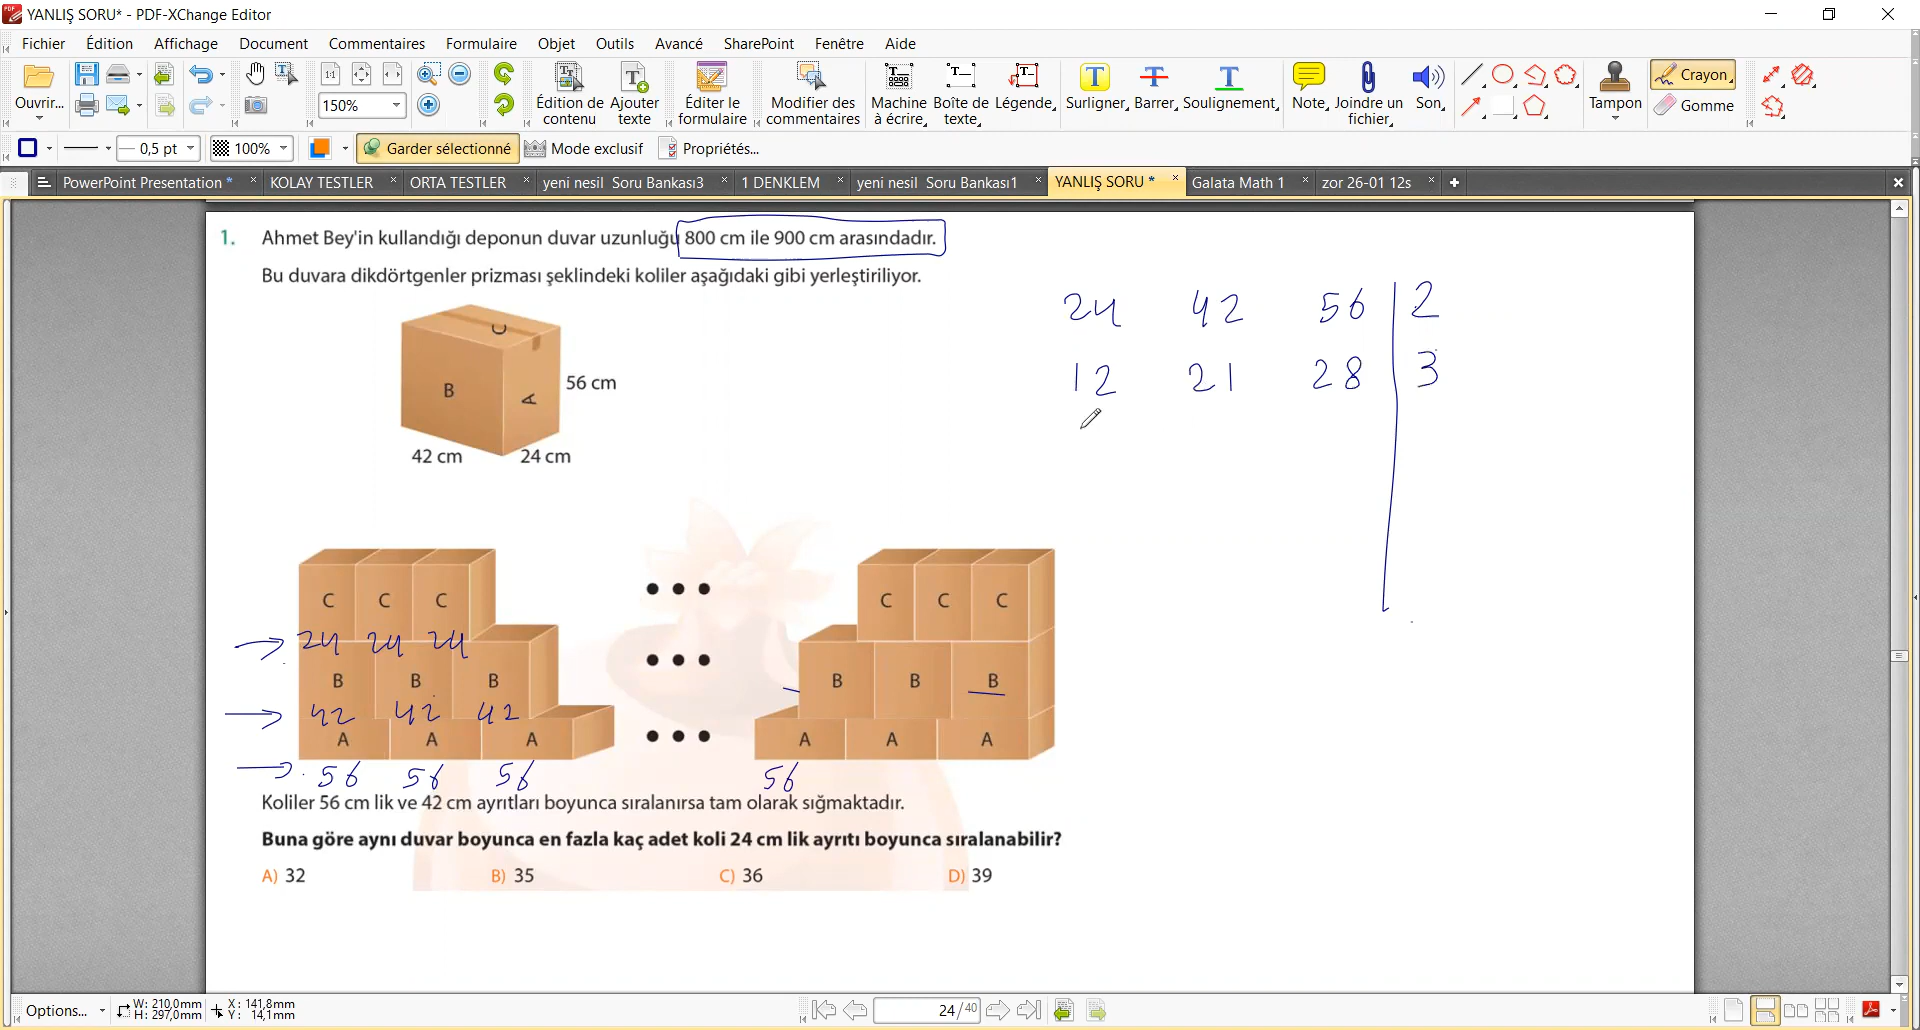 YANLIŞ SORU* - PDF-XChange Editor
Fichier Édition Affichage Document Commentaires Formulaire Objet Outils Avancé SharePoint Fenêtre Aide
Ouvrir...
150%
Édition de contenu
Ajouter texte
Éditer le formulaire
Modifier des commentaires
Machine à écrire
Boîte de texte
Légende
Surligner
Barrer
Soulignement
Note
Joindre un fichier
Son
Tampon
Crayon
Gomme
0,5 pt 100% Garder sélectionné Mode exclusif Propriétés...
PowerPoint Presentation * KOLAY TESTLER ORTA TESTLER yeni nesil Soru Bankası3 1 DENKLEM yeni nesil Soru Bankası1 YANLIŞ SORU * Galata Math 1 zor 26-01 12s
1. Ahmet Bey'in kullandığı deponun duvar uzunluğu 800 cm ile 900 cm arasındadır.
Bu duvara dikdörtgenler prizması şeklindeki koliler aşağıdaki gibi yerleştiriliyor.
C
B A
56 cm
42 cm 24 cm
24 42 56 2
12 21 28 3
C C C C C C
24 24 24
B B B B B B
42 42 42
A A A A A A
56 56 56 56
Koliler 56 cm lik ve 42 cm ayrıtları boyunca sıralanırsa tam olarak sığmaktadır.
Buna göre aynı duvar boyunca en fazla kaç adet koli 24 cm lik ayrıtı boyunca sıralanabilir?
A) 32 B) 35 C) 36 D) 39
Options... W: 210,0mm X: 141,8mm 24/40
H: 297,0mm Y: 14,1mm